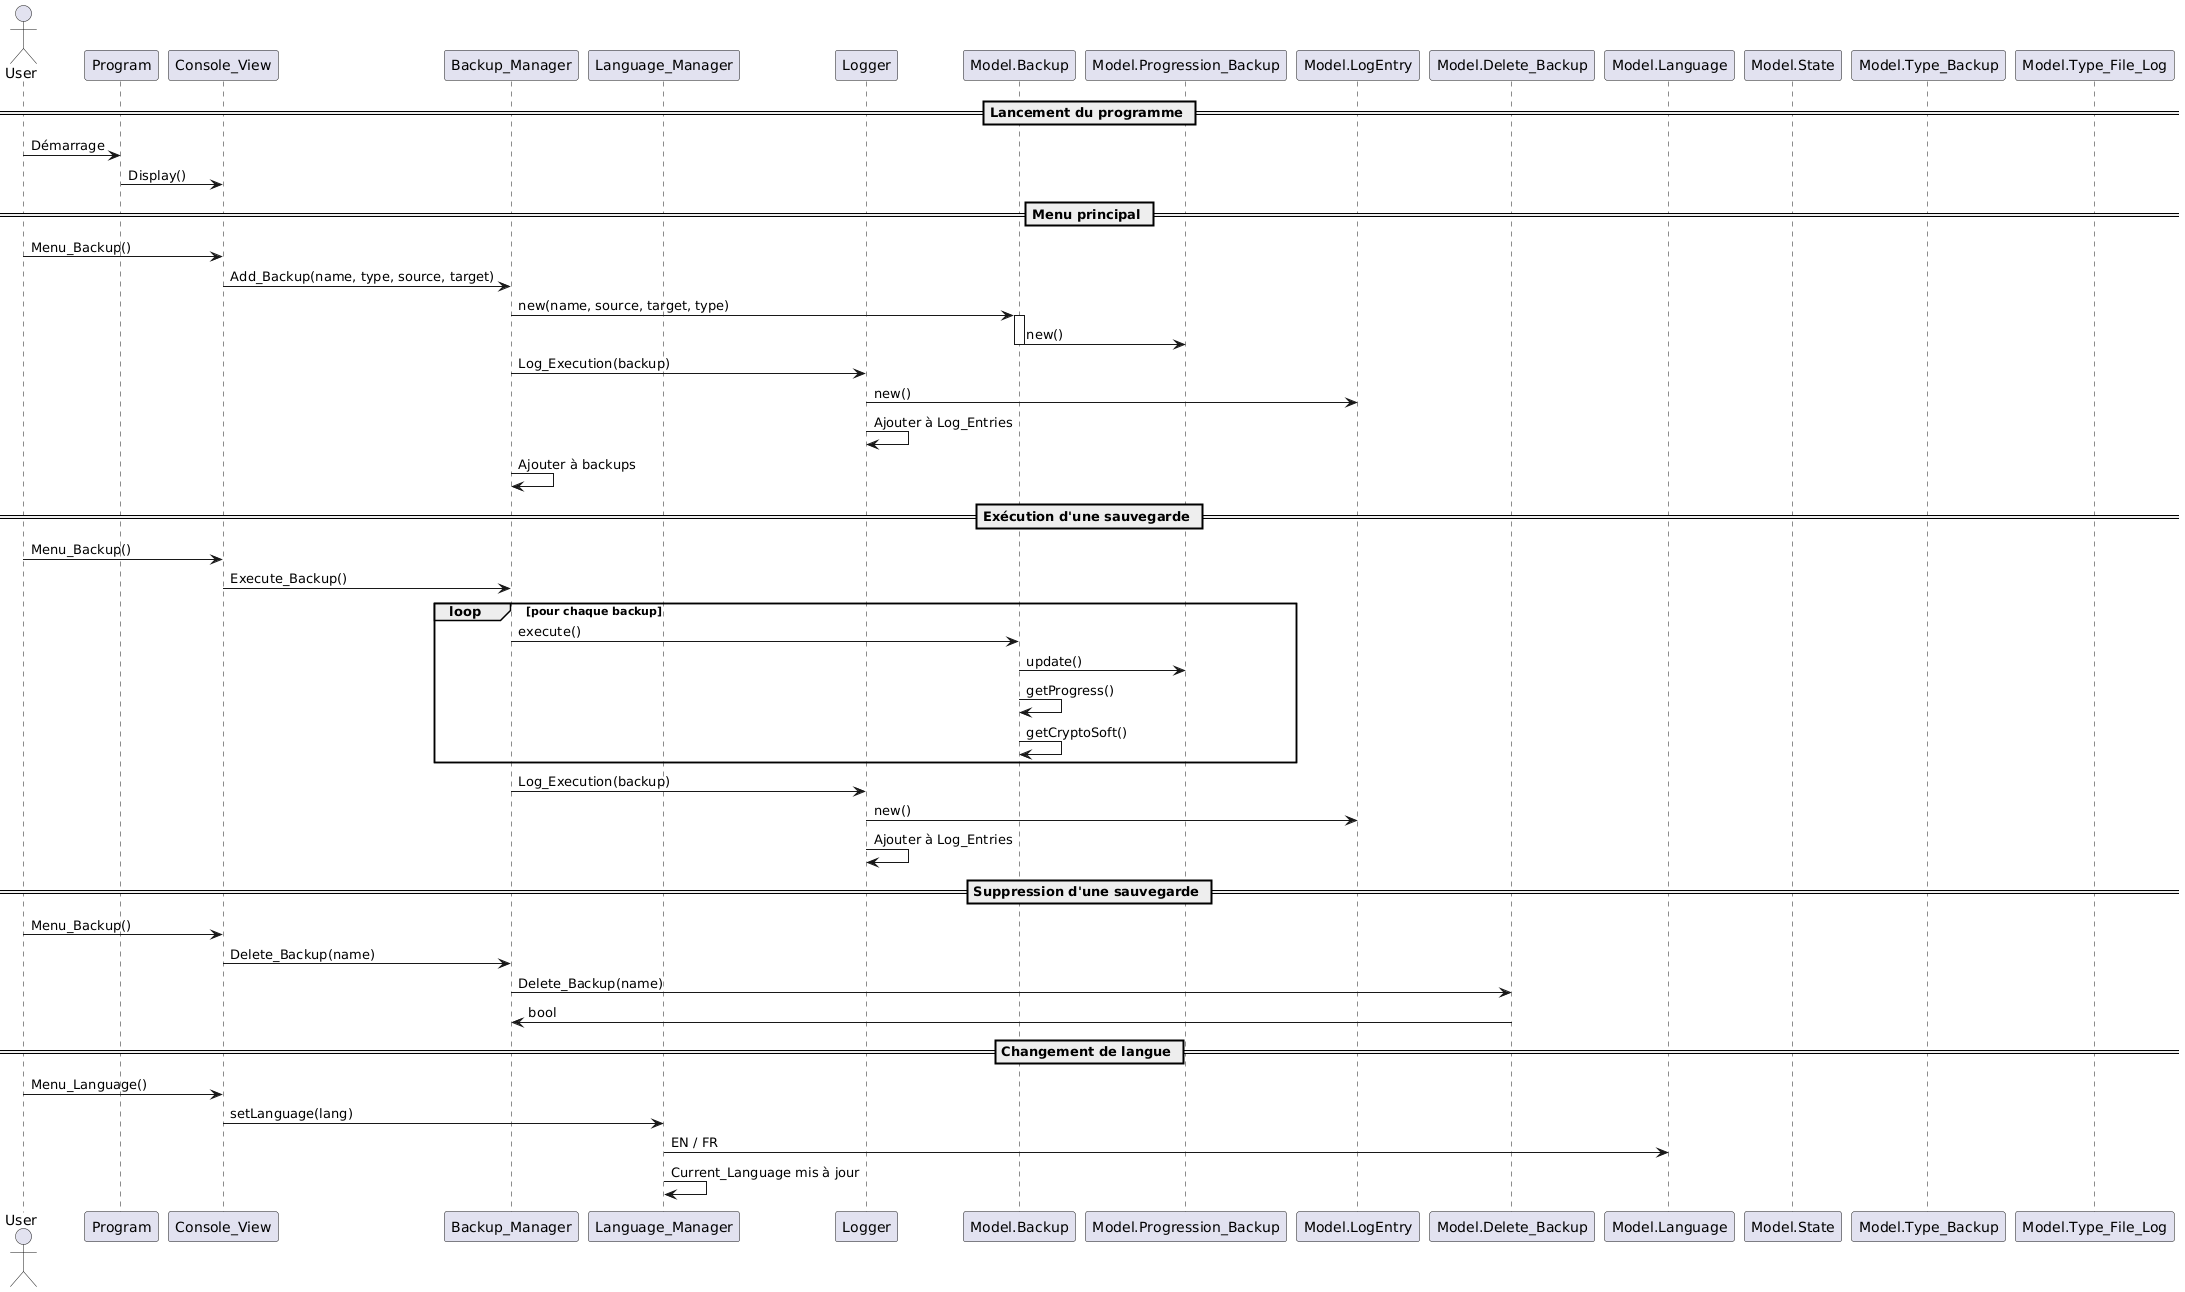 User
Program
Console_View
Backup_Manager
Language_Manager
Logger
Model.Backup
Model.Progression_Backup
Model.LogEntry
Model.Delete_Backup
Model.Language
Model.State
Model.Type_Backup
Model.Type_File_Log
Lancement du programme
Démarrage
Display()
Menu principal
Menu_Backup()
Add_Backup(name, type, source, target)
new(name, source, target, type)
new()
Log_Execution(backup)
new()
Ajouter à Log_Entries
Ajouter à backups
Exécution d'une sauvegarde
Menu_Backup()
Execute_Backup()
loop [pour chaque backup]
execute()
update()
getProgress()
getCryptoSoft()
Log_Execution(backup)
new()
Ajouter à Log_Entries
Suppression d'une sauvegarde
Menu_Backup()
Delete_Backup(name)
Delete_Backup(name)
bool
Changement de langue
Menu_Language()
setLanguage(lang)
EN / FR
Current_Language mis à jour
User
Program
Console_View
Backup_Manager
Language_Manager
Logger
Model.Backup
Model.Progression_Backup
Model.LogEntry
Model.Delete_Backup
Model.Language
Model.State
Model.Type_Backup
Model.Type_File_Log